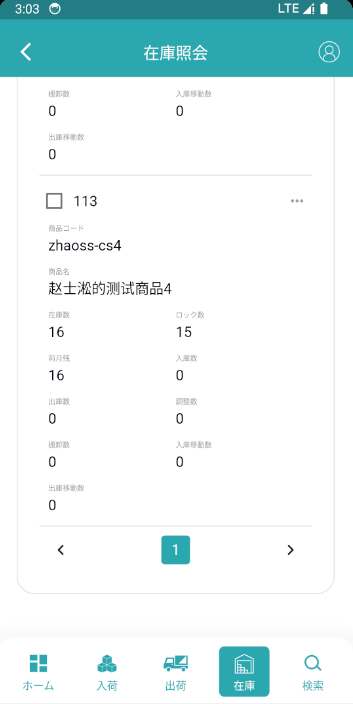 3:03
LTE
在庫照会
棚卸数 入庫移動数
0 0
出庫移動数
0
113
商品コード
zhaoss-cs4
商品名
赵士淞的测试商品4
在庫数 ロック数
16 15
前月残 入庫数
16 0
出庫数 調整数
0 0
棚卸数 入庫移動数
0 0
出庫移動数
0
1
ホーム 入荷 出荷 在庫 検索